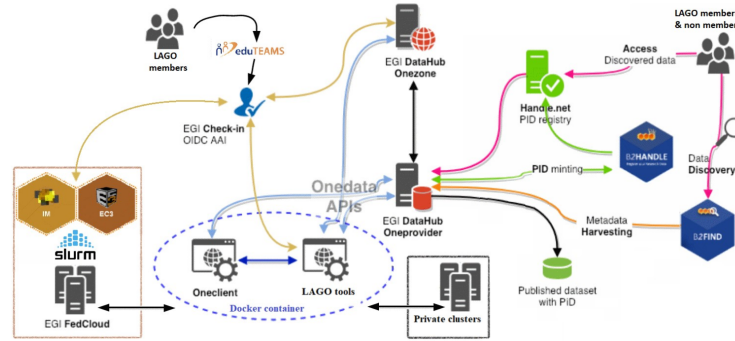 LAGO
members
eduTEAMS
EGI Check-in
OIDC AAI
EGI DataHub
Onezone
LAGO members
& non members
Access
Discovered data
Handle.net
PID registry
B2HANDLE
PID minting
Data
Discovery
Onedata
APIs
EGI DataHub
Oneprovider
Metadata
Harvesting
B2FIND
IM
EC3
slurm
EGI FedCloud
Oneclient
LAGO tools
Docker container
Private clusters
Published dataset
with PiD